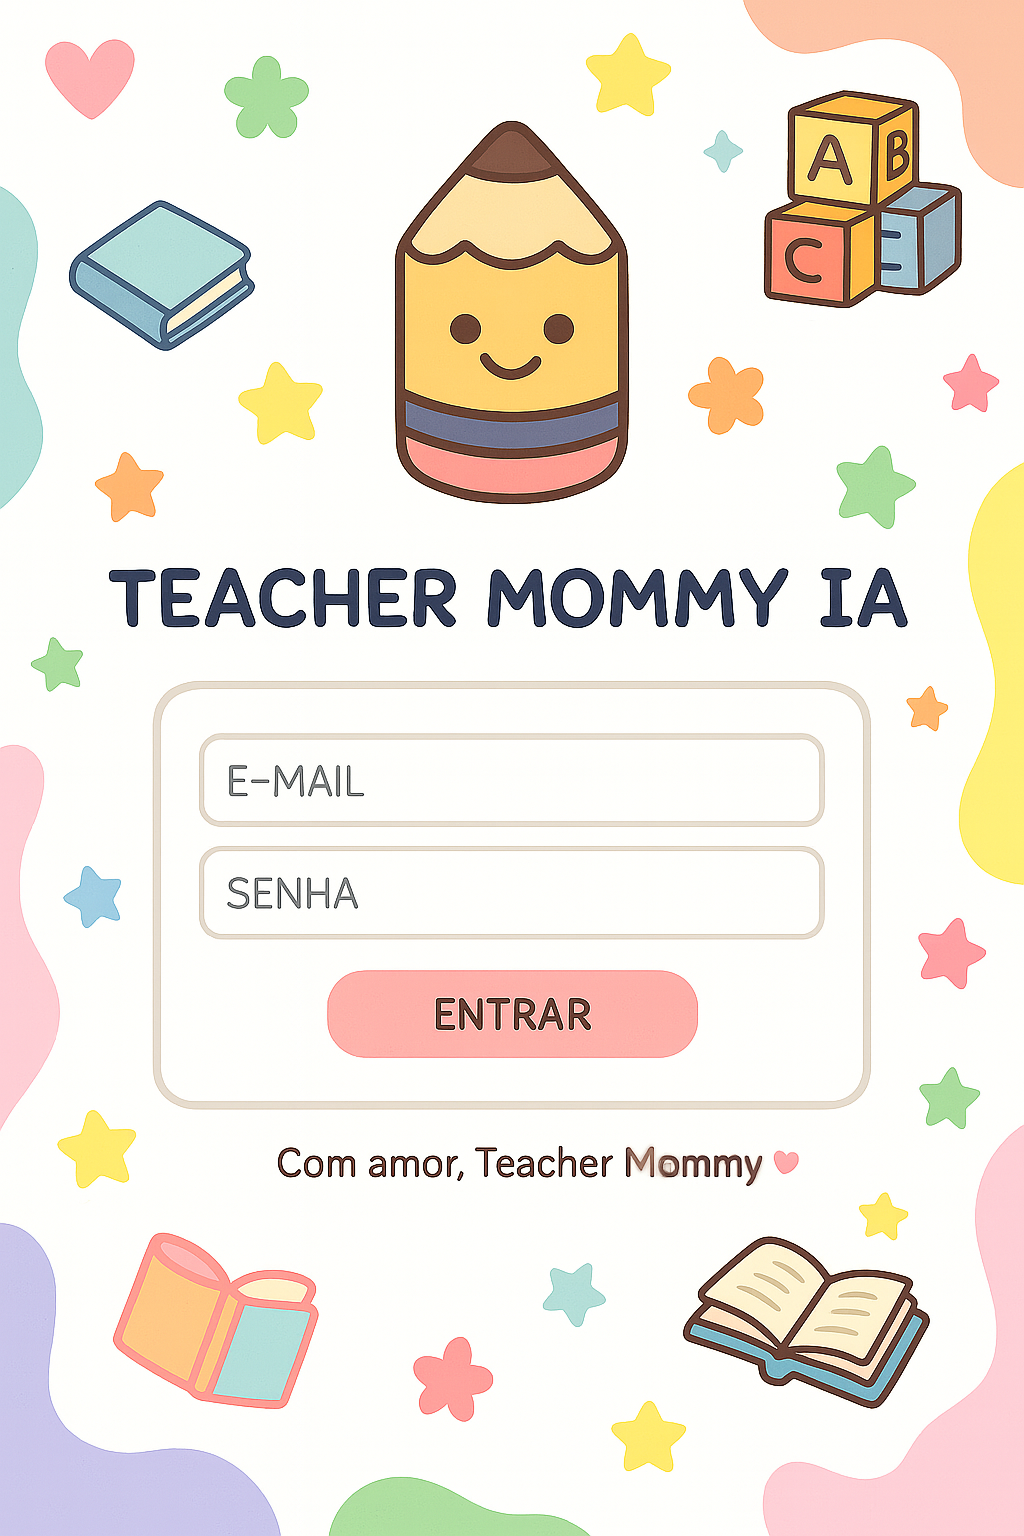 A B
C E
TEACHER MOMMY IA
E-MAIL
SENHA
ENTRAR
Com amor, Teacher Mommy